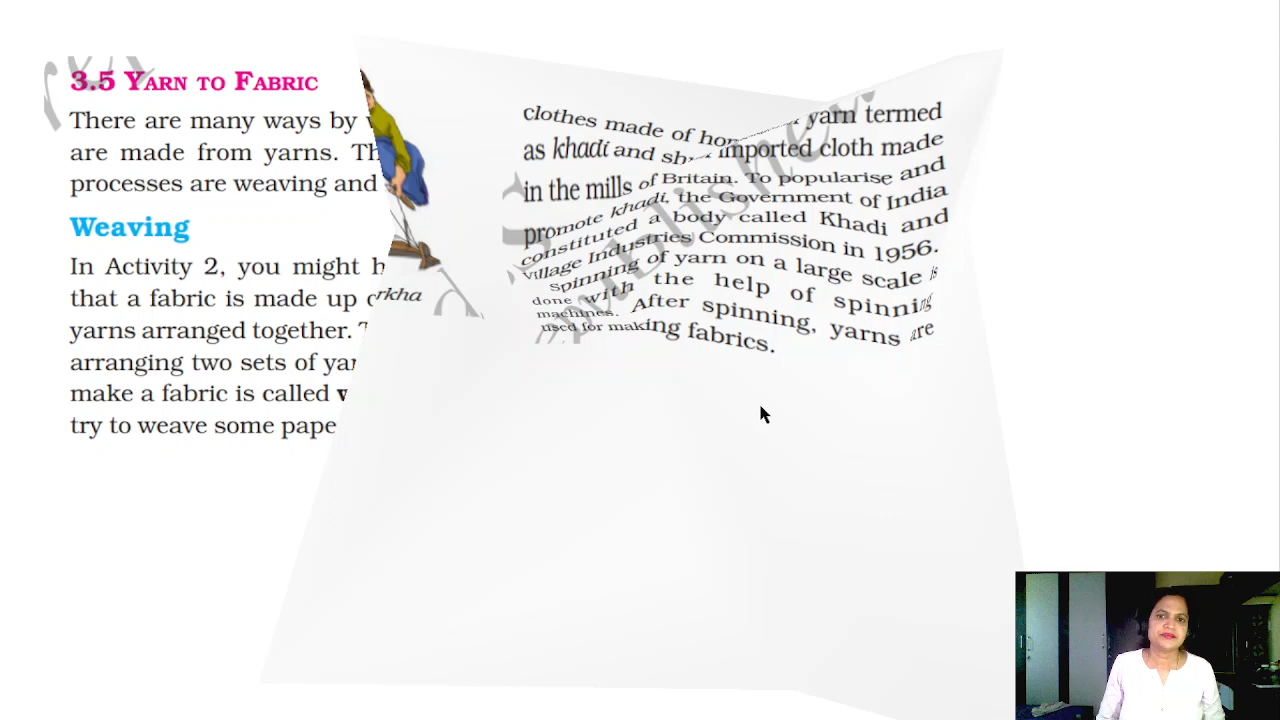 3.5 YARN TO FABRIC
There are many ways by
are made from yarns.
processes are weaving and
Weaving
In Activity 2, you might
that a fabric is made up
yarns arranged together.
arranging two sets of
make a fabric is called
try to weave some
clothes made of yarn termed
as khadi and imported cloth made
in the mills of Britain. To popularise and
promote khadi, the Government of India
constituted a body called Khadi and
Village Industries Commission in 1956.
Spinning of yarn on a large scale is
done with the help of spinning
machines. After spinning, yarns are
used for making fabrics.